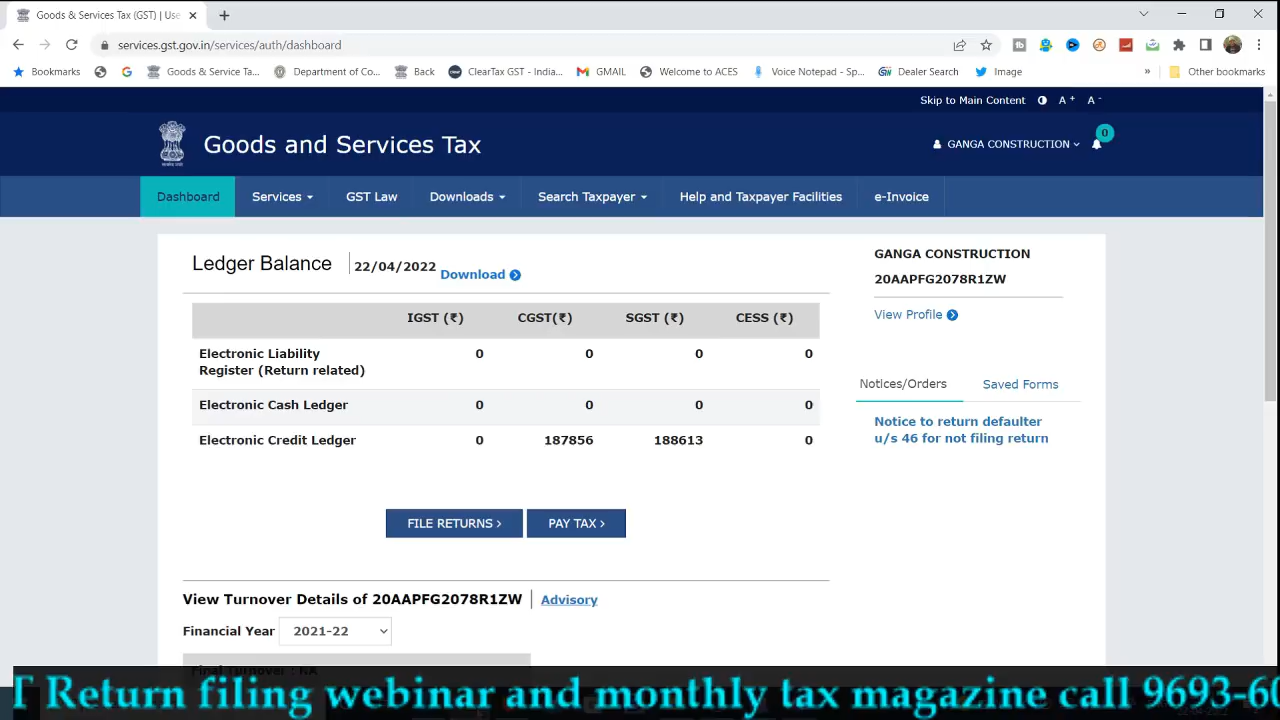 Goods & Services Tax (GST) | Use
services.gst.gov.in/services/auth/dashboard
Bookmarks
Goods & Service Ta...
Department of Co...
Back
ClearTax GST - India...
GMAIL
Welcome to ACES
Voice Notepad - Sp...
Dealer Search
Image
»
Other bookmarks
Skip to Main Content A+ A-
Goods and Services Tax
GANGA CONSTRUCTION
0
Dashboard Services GST Law Downloads Search Taxpayer Help and Taxpayer Facilities e-Invoice
Ledger Balance 22/04/2022 Download
IGST (₹) CGST(₹) SGST (₹) CESS (₹)
Electronic Liability
Register (Return related) 0 0 0 0
Electronic Cash Ledger 0 0 0 0
Electronic Credit Ledger 0 187856 188613 0
FILE RETURNS > PAY TAX >
View Turnover Details of 20AAPFG2078R1ZW Advisory
Financial Year 2021-22
Final Turnover : NA
GANGA CONSTRUCTION
20AAPFG2078R1ZW
View Profile
Notices/Orders Saved Forms
Notice to return defaulter
u/s 46 for not filing return
T Return filing webinar and monthly tax magazine call 9693-60